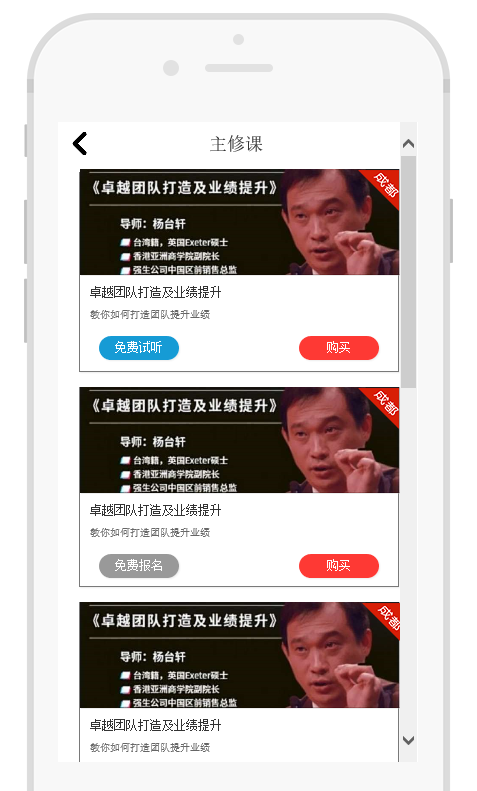 主修课
《卓越团队打造及业绩提升》
成都
导师：杨台轩
台湾籍，英国Exeter硕士
香港亚洲商学院副院长
强生公司中国区前销售总监
卓越团队打造及业绩提升
教你如何打造团队提升业绩
免费试听
购买
《卓越团队打造及业绩提升》
成都
导师：杨台轩
台湾籍，英国Exeter硕士
香港亚洲商学院副院长
强生公司中国区前销售总监
卓越团队打造及业绩提升
教你如何打造团队提升业绩
免费报名
购买
《卓越团队打造及业绩提升》
成都
导师：杨台轩
台湾籍，英国Exeter硕士
香港亚洲商学院副院长
强生公司中国区前销售总监
卓越团队打造及业绩提升
教你如何打造团队提升业绩